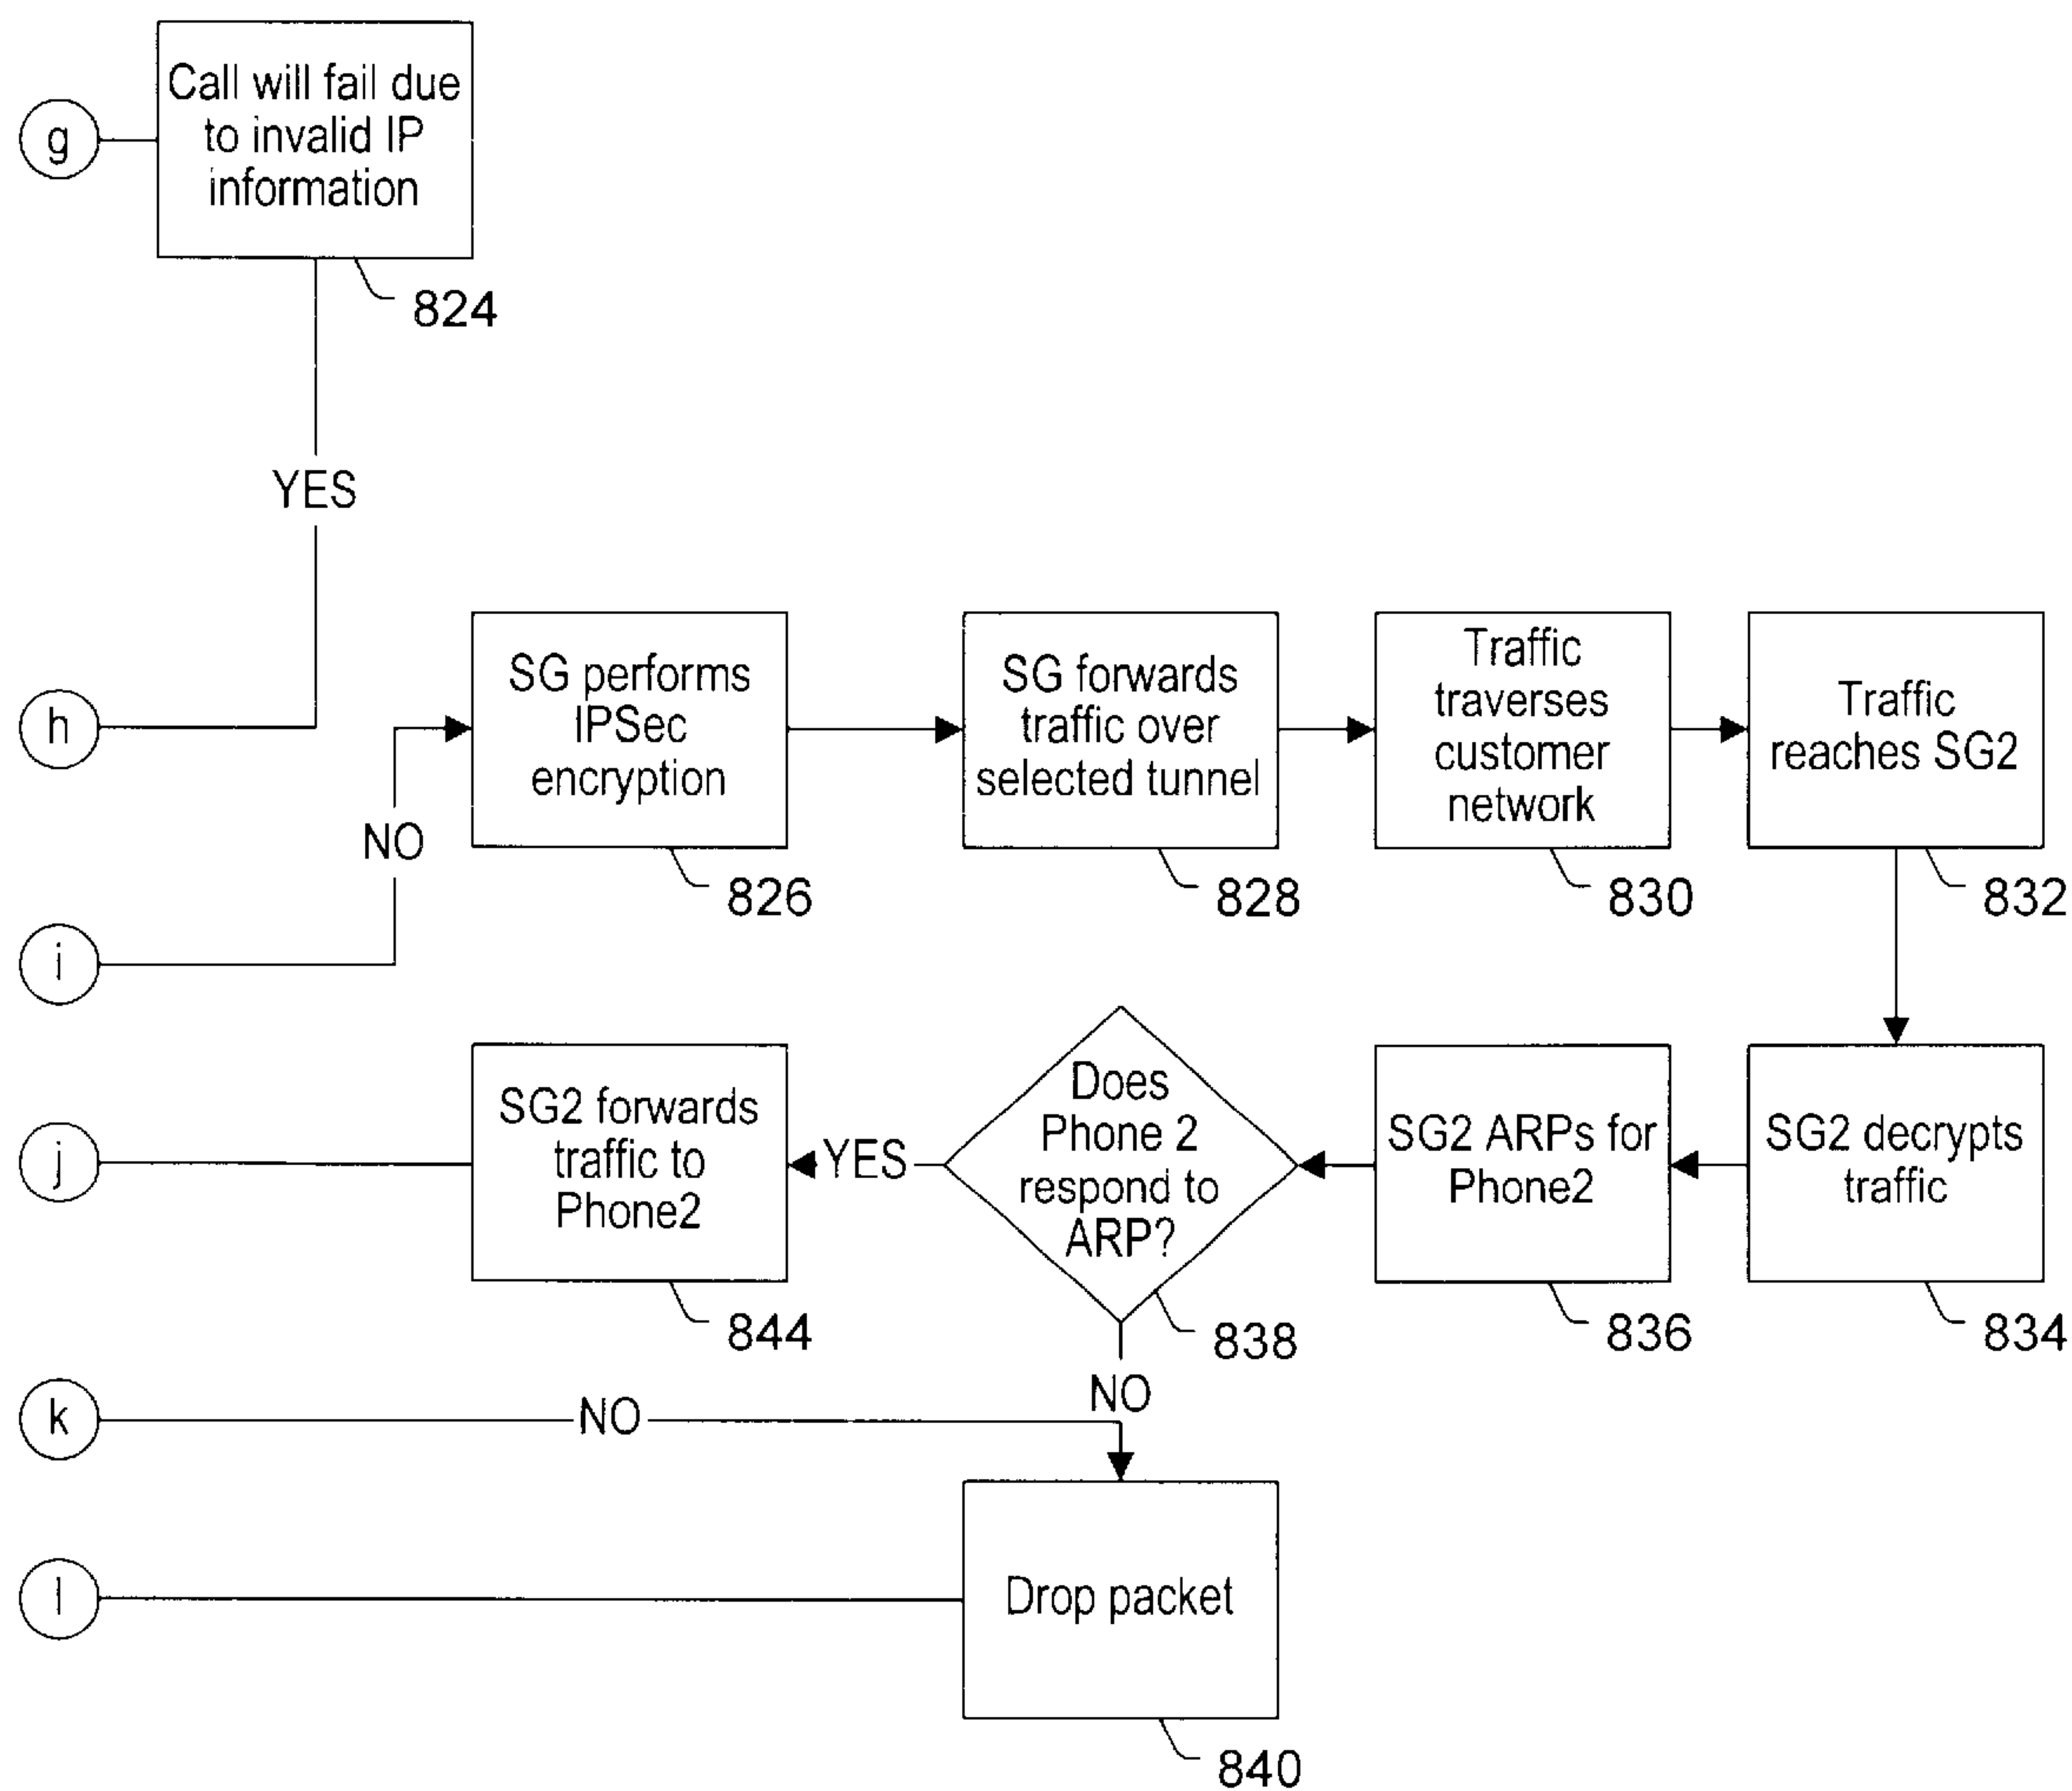 g
Call will fail due
to invalid IP
information
824
YES
h
SG performs
IPSec
encryption
826
SG forwards
traffic over
selected tunnel
828
Traffic
traverses
customer
network
830
Traffic
reaches SG2
832
NO
i
j
SG2 forwards
traffic to
Phone2
844
YES
Does
Phone 2
respond to
ARP?
838
SG2 ARPs for
Phone2
836
SG2 decrypts
traffic
834
NO
k
NO
l
Drop packet
840